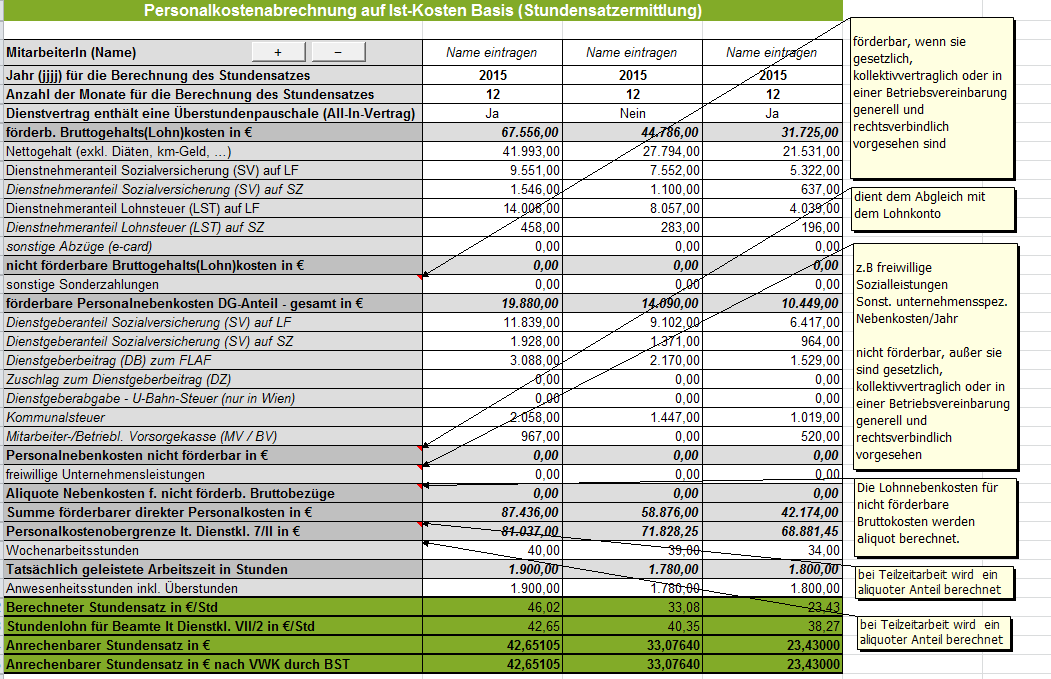 Personalkostenabrechnung auf Ist-Kosten Basis (Stundensatzermittlung)
MitarbeiterIn (Name) + − Name eintragen Name eintragen Name eintragen
Jahr (jjjj) für die Berechnung des Stundensatzes 2015 2015 2015
Anzahl der Monate für die Berechnung des Stundensatzes 12 12 12
Dienstvertrag enthält eine Überstundenpauschale (All-In-Vertrag) Ja Nein Ja
förderb. Bruttogehalts(Lohn)kosten in € 67.556,00 44.786,00 31.725,00
Nettogehalt (exkl. Diäten, km-Geld, ...) 41.993,00 27.794,00 21.531,00
Dienstnehmeranteil Sozialversicherung (SV) auf LF 9.551,00 7.552,00 5.322,00
Dienstnehmeranteil Sozialversicherung (SV) auf SZ 1.546,00 1.100,00 637,00
Dienstnehmeranteil Lohnsteuer (LST) auf LF 14.008,00 8.057,00 4.039,00
Dienstnehmeranteil Lohnsteuer (LST) auf SZ 458,00 283,00 196,00
sonstige Abzüge (e-card) 0,00 0,00 0,00
nicht förderbare Bruttogehalts(Lohn)kosten in € 0,00 0,00 0,00
sonstige Sonderzahlungen 0,00 0,00 0,00
förderbare Personalnebenkosten DG-Anteil - gesamt in € 19.880,00 14.090,00 10.449,00
Dienstgeberanteil Sozialversicherung (SV) auf LF 11.839,00 9.102,00 6.417,00
Dienstgeberanteil Sozialversicherung (SV) auf SZ 1.928,00 1.371,00 964,00
Dienstgeberbeitrag (DB) zum FLAF 3.088,00 2.170,00 1.529,00
Zuschlag zum Dienstgeberbeitrag (DZ) 0,00 0,00 0,00
Dienstgeberabgabe - U-Bahn-Steuer (nur in Wien) 0,00 0,00 0,00
Kommunalsteuer 2.058,00 1.447,00 1.019,00
Mitarbeiter-/Betriebl. Vorsorgekasse (MV / BV) 967,00 0,00 520,00
Personalnebenkosten nicht förderbar in € 0,00 0,00 0,00
freiwillige Unternehmensleistungen 0,00 0,00 0,00
Aliquote Nebenkosten f. nicht förderb. Bruttobezüge 0,00 0,00 0,00
Summe förderbarer direkter Personalkosten in € 87.436,00 58.876,00 42.174,00
Personalkostenobergrenze lt. Dienstkl. 7/II in € 81.037,00 71.828,25 68.881,45
Wochenarbeitsstunden 40,00 39,00 34,00
Tatsächlich geleistete Arbeitszeit in Stunden 1.900,00 1.780,00 1.800,00
Anwesenheitsstunden inkl. Überstunden 1.900,00 1.780,00 1.800,00
Berechneter Stundensatz in €/Std 46,02 33,08 23,43
Stundenlohn für Beamte lt Dienstkl. VII/2 in €/Std 42,65 40,35 38,27
Anrechenbarer Stundensatz in € 42,65105 33,07640 23,43000
Anrechenbarer Stundensatz in € nach VWK durch BST 42,65105 33,07640 23,43000
förderbar, wenn sie
gesetzlich,
kollektivvertraglich oder in
einer Betriebsvereinbarung
generell und
rechtsverbindlich
vorgesehen sind
dient dem Abgleich mit
dem Lohnkonto
z.B freiwillige
Sozialleistungen
Sonst. unternehmensspez.
Nebenkosten/Jahr
nicht förderbar, außer sie
sind gesetzlich,
kollektivvertraglich oder in
einer Betriebsvereinbarung
generell und
rechtsverbindlich
vorgesehen
Die Lohnnebenkosten für
nicht förderbare
Bruttokosten werden
aliquot berechnet.
bei Teilzeitarbeit wird ein
aliquoter Anteil berechnet
bei Teilzeitarbeit wird ein
aliquoter Anteil berechnet